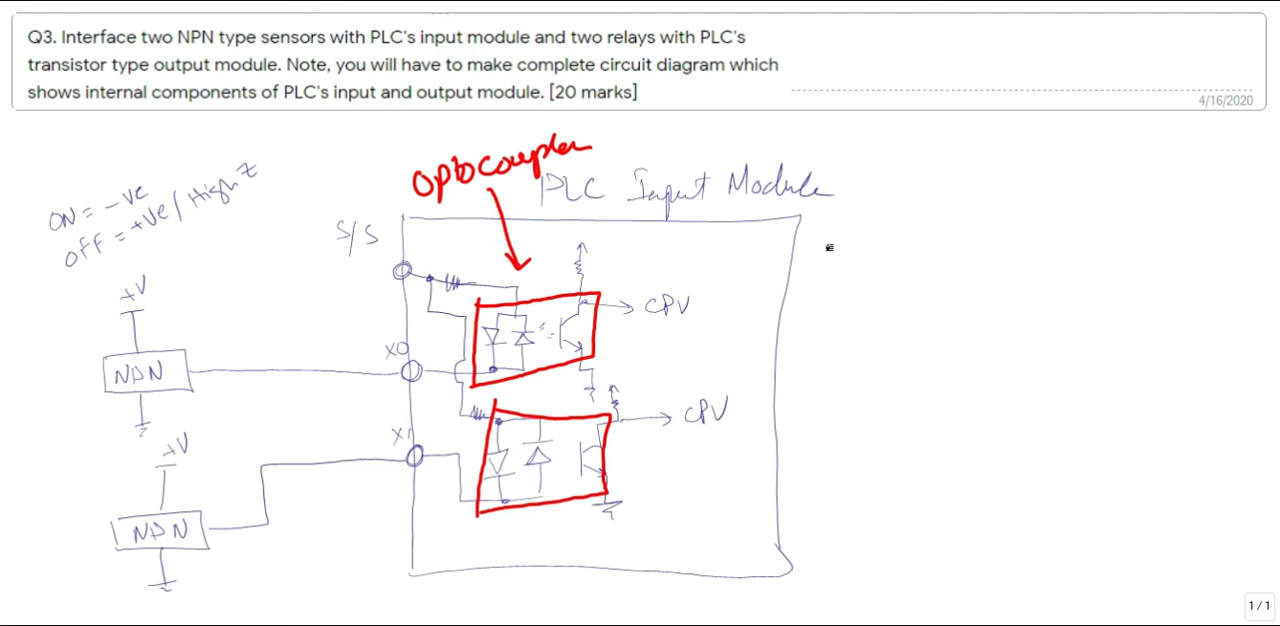 Q3. Interface two NPN type sensors with PLC's input module and two relays with PLC's
transistor type output module. Note, you will have to make complete circuit diagram which
shows internal components of PLC's input and output module. [20 marks]
4/16/2020
Optocoupler
PLC Input Module
ON = -ve
OFF = +ve/High Z
S/S
+V
CPV
X0
NPN
CPV
X1
+V
NPN
1 / 1